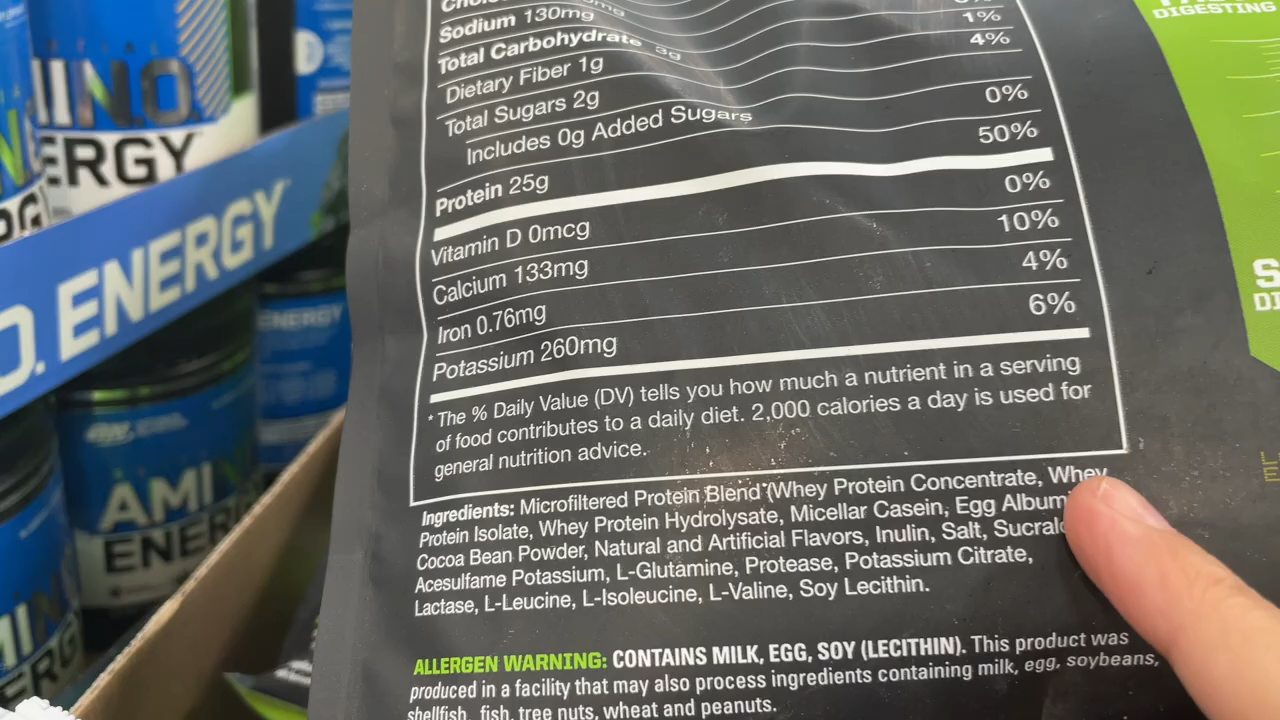 DIGESTING
Sodium 130mg
1%
Total Carbohydrate 3g
4%
Dietary Fiber 1g
Total Sugars 2g
Includes 0g Added Sugars
0%
Protein 25g
50%
Vitamin D 0mcg
0%
Calcium 133mg
10%
Iron 0.76mg
4%
Potassium 260mg
6%
* The % Daily Value (DV) tells you how much a nutrient in a serving
of food contributes to a daily diet. 2,000 calories a day is used for
general nutrition advice.
Ingredients: Microfiltered Protein Blend (Whey Protein Concentrate, Whey
Protein Isolate, Whey Protein Hydrolysate, Micellar Casein, Egg
Cocoa Bean Powder, Natural and Artificial Flavors, Inulin, Salt,
Acesulfame Potassium, L-Glutamine, Protease, Potassium Citrate,
Lactase, L-Leucine, L-Isoleucine, L-Valine, Soy Lecithin.
ALLERGEN WARNING: CONTAINS MILK, EGG, SOY (LECITHIN). This product was
produced in a facility that may also process ingredients containing milk, egg, soybeans,
shellfish, fish, tree nuts, wheat and peanuts.
ENERGY
ENERGY
ON